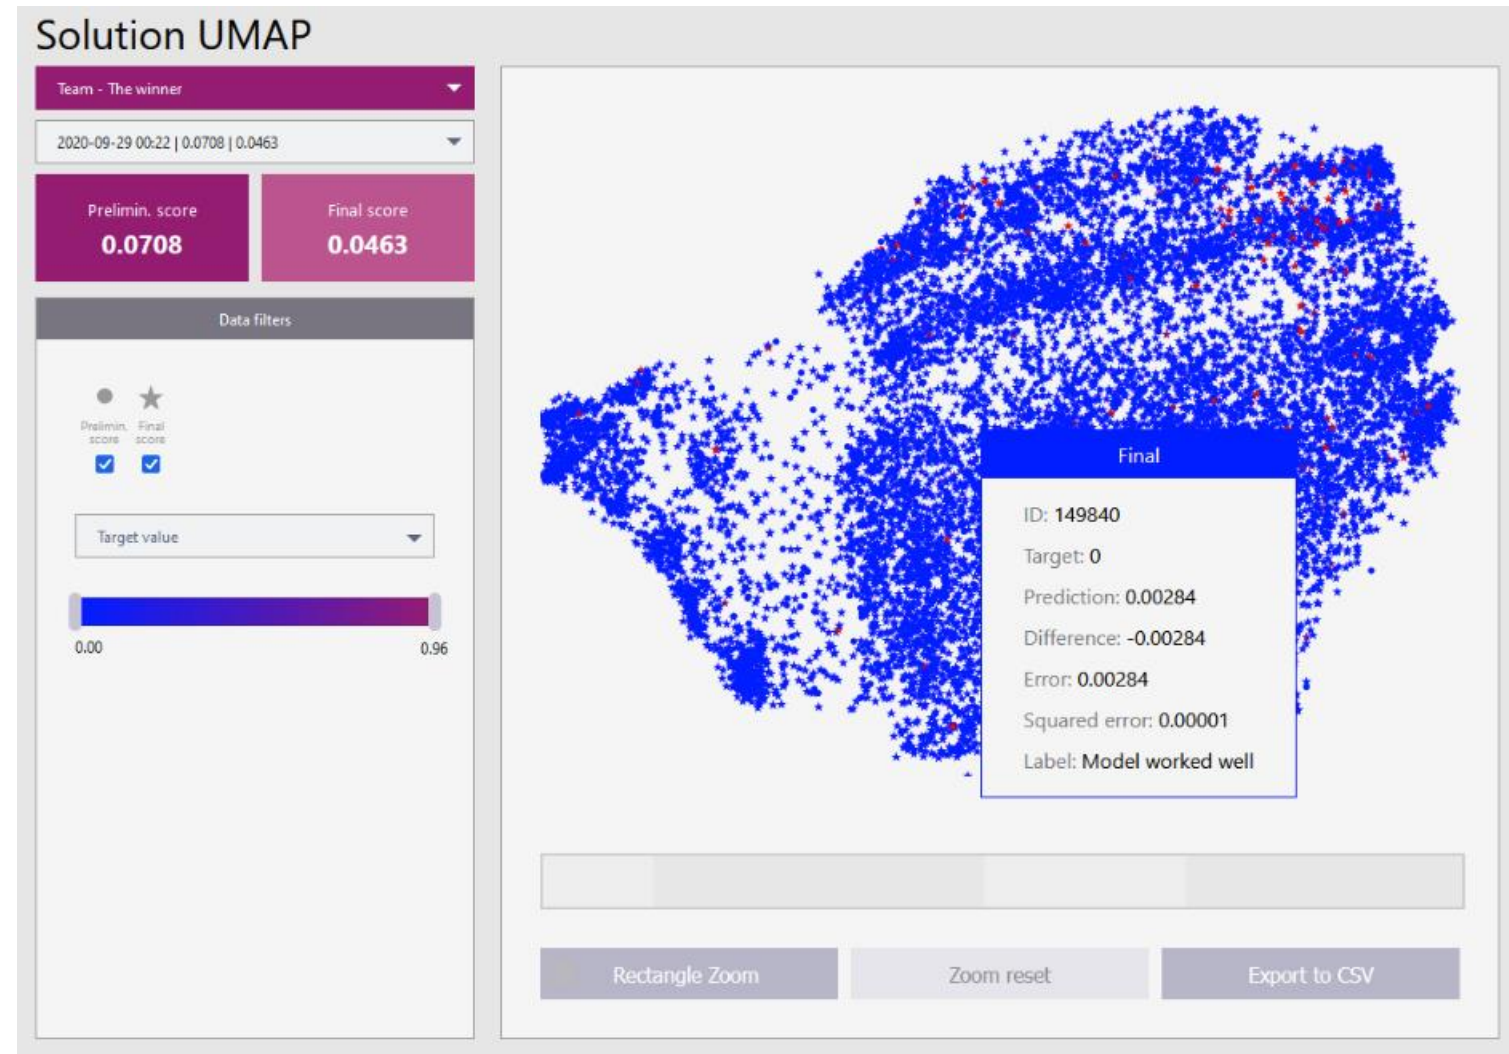 Solution UMAP
Team - The winner
2020-09-29 00:22 | 0.0708 | 0.0463
Prelimin. score
0.0708
Final score
0.0463
Data filters
Prelimin. score
Final score
Target value
0.00
0.96
Final
ID: 149840
Target: 0
Prediction: 0.00284
Difference: -0.00284
Error: 0.00284
Squared error: 0.00001
Label: Model worked well
Rectangle Zoom
Zoom reset
Export to CSV